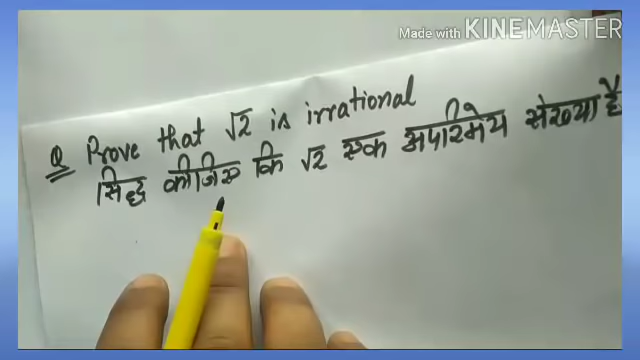 Made with KINEMASTER
Q Prove that √2 is irrational
सिद्ध कीजिए कि √2 एक अपरिमेय संख्या है